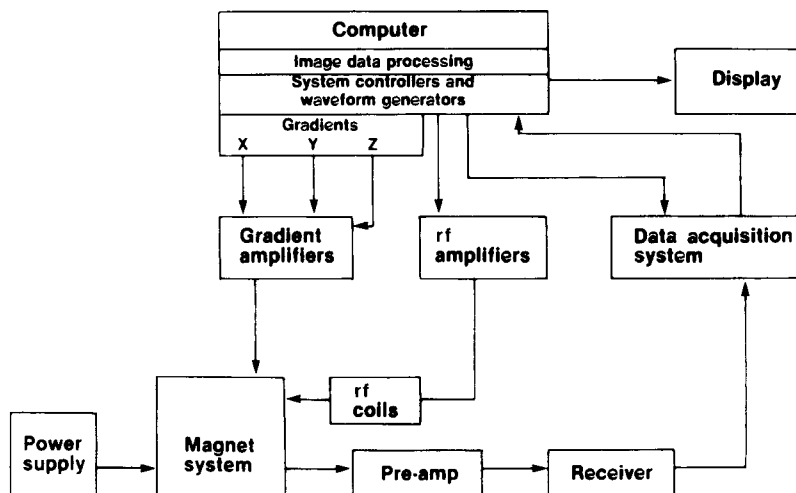 Computer
Image data processing
System controllers and
waveform generators
Gradients
X Y Z
Display
Gradient
amplifiers
rf
amplifiers
Data acquisition
system
rf
coils
Power
supply
Magnet
system
Pre-amp
Receiver